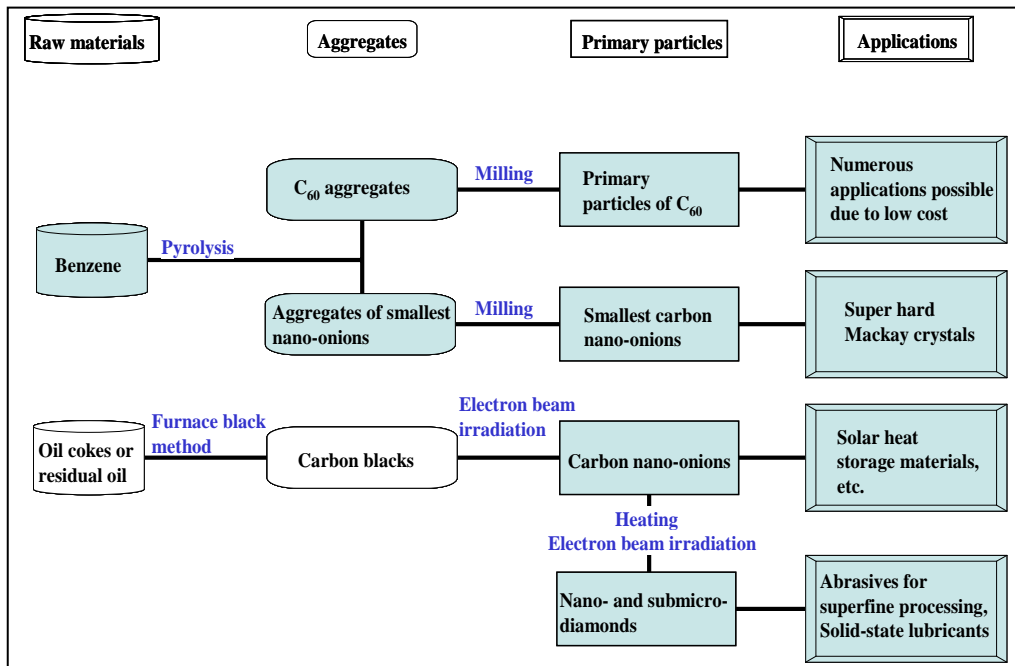 Raw materials
Aggregates
Primary particles
Applications
C60 aggregates
Milling
Primary
particles of C60
Numerous
applications possible
due to low cost
Benzene
Pyrolysis
Aggregates of smallest
nano-onions
Milling
Smallest carbon
nano-onions
Super hard
Mackay crystals
Oil cokes or
residual oil
Furnace black
method
Carbon blacks
Electron beam
irradiation
Carbon nano-onions
Solar heat
storage materials,
etc.
Heating
Electron beam irradiation
Nano- and submicro-
diamonds
Abrasives for
superfine processing,
Solid-state lubricants